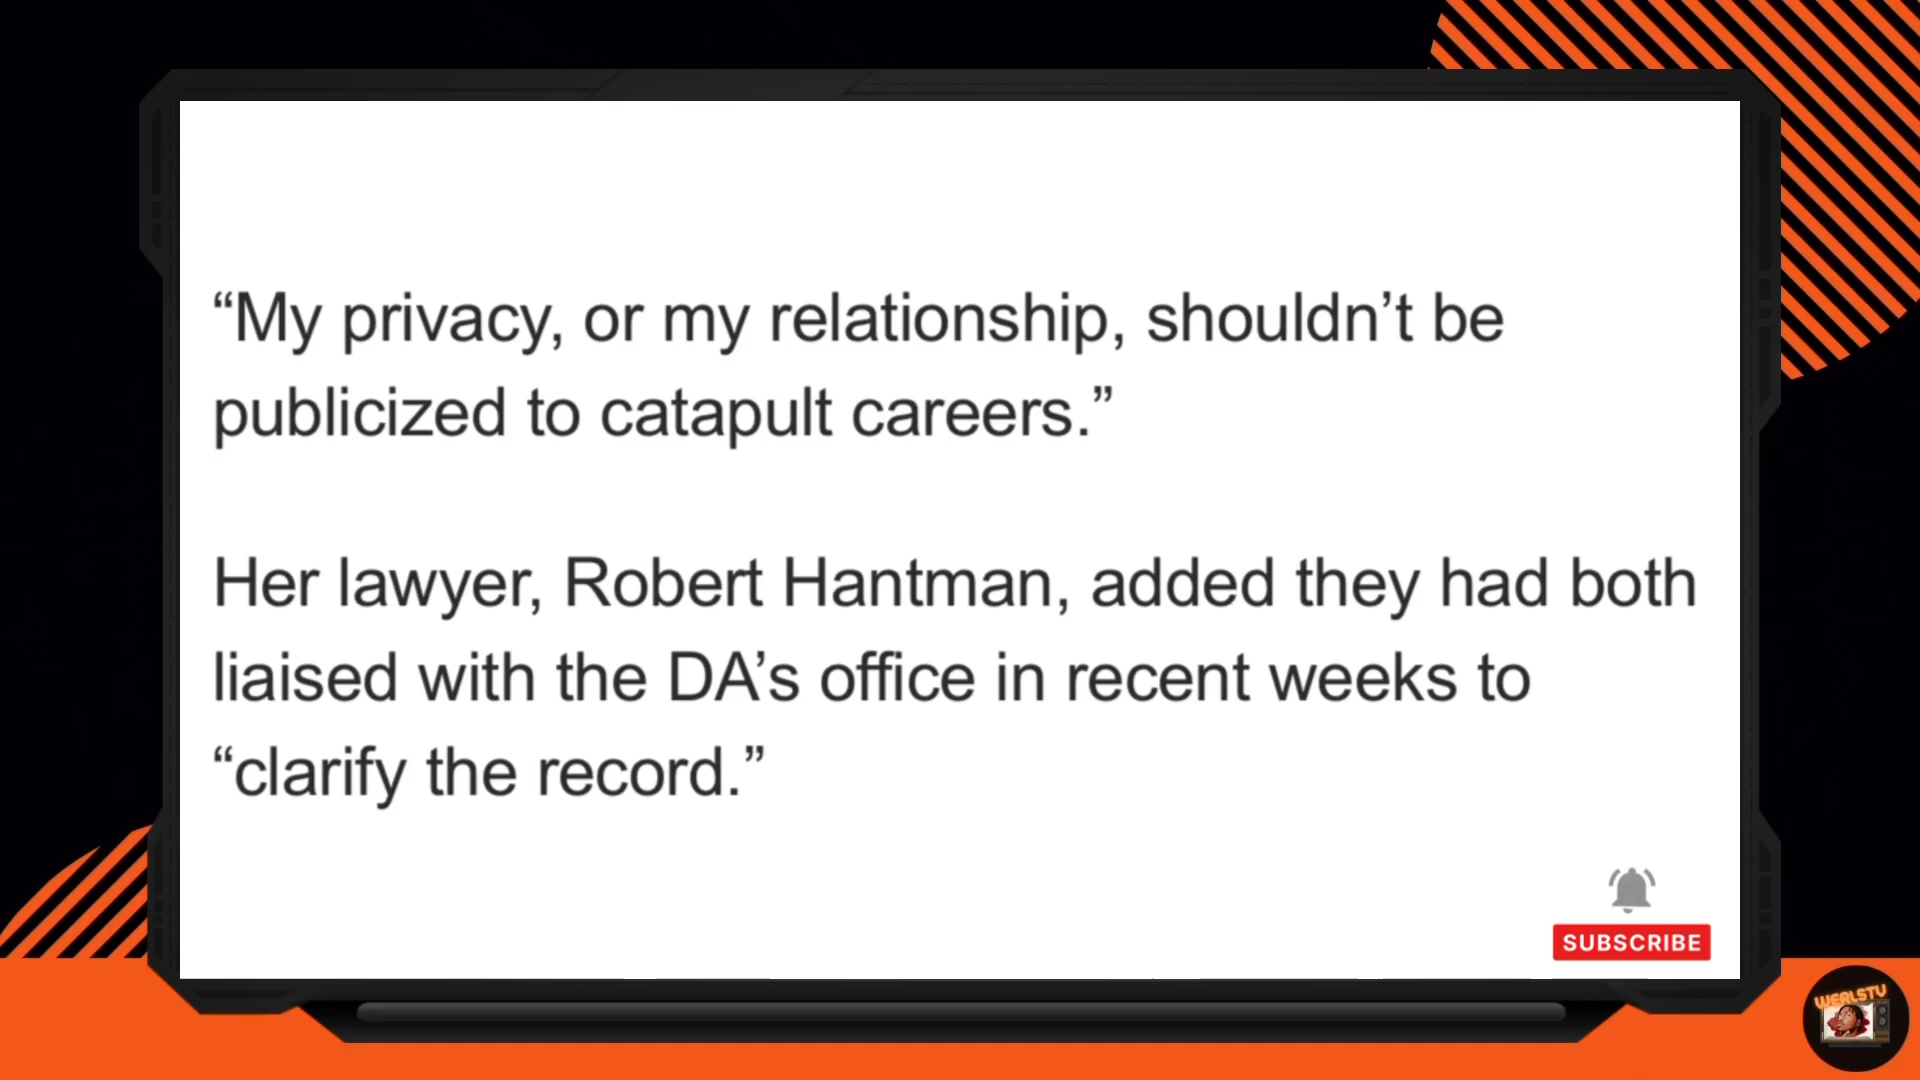 “My privacy, or my relationship, shouldn’t be
publicized to catapult careers.”
Her lawyer, Robert Hantman, added they had both
liaised with the DA’s office in recent weeks to
“clarify the record.”
SUBSCRIBE
WERLSTV